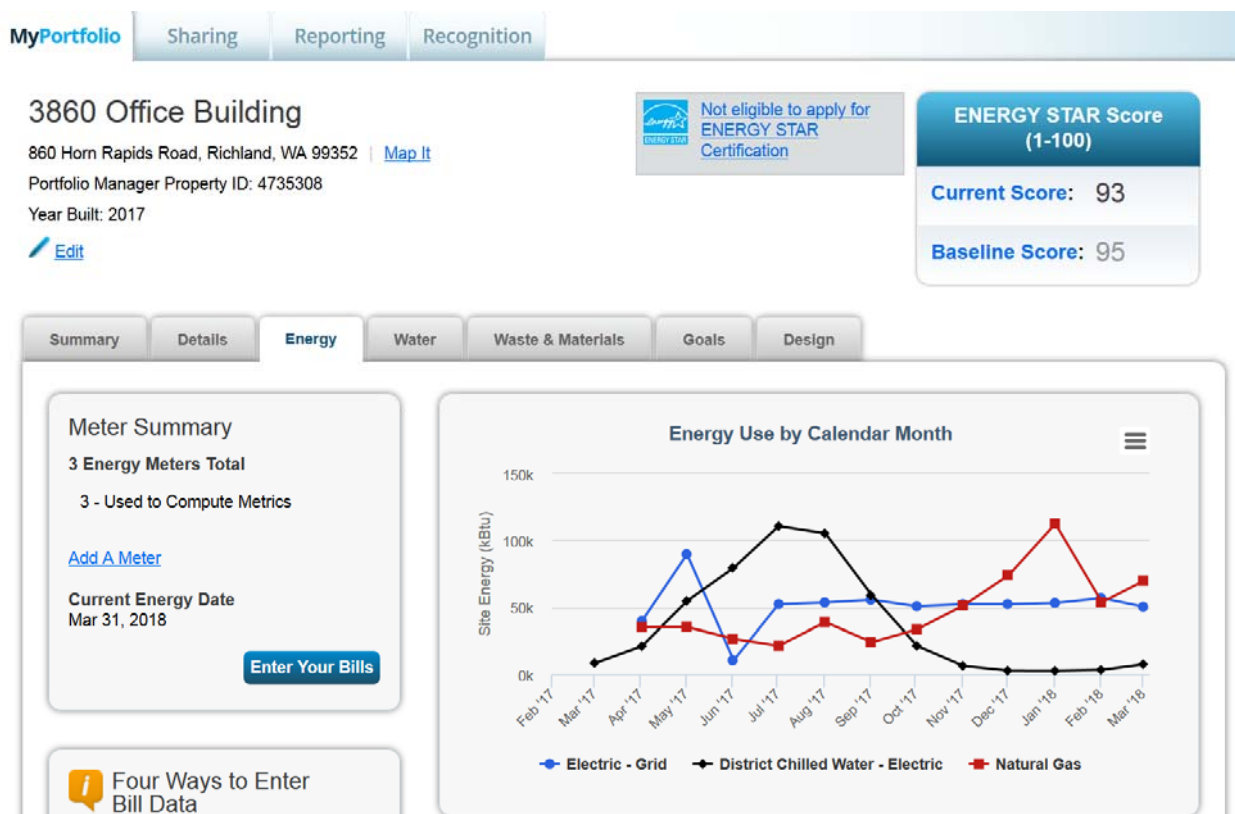 MyPortfolio
Sharing
Reporting
Recognition
3860 Office Building
860 Horn Rapids Road, Richland, WA 99352 | Map It
Portfolio Manager Property ID: 4735308
Year Built: 2017
Edit
ENERGY STAR
Not eligible to apply for
ENERGY STAR
Certification
ENERGY STAR Score
(1-100)
Current Score: 93
Baseline Score: 95
Summary
Details
Energy
Water
Waste & Materials
Goals
Design
Meter Summary
3 Energy Meters Total
3 - Used to Compute Metrics
Add A Meter
Current Energy Date
Mar 31, 2018
Enter Your Bills
Four Ways to Enter
Bill Data
Energy Use by Calendar Month
Site Energy (kBtu)
150k
100k
50k
0k
Feb '17
Mar '17
Apr '17
May '17
Jun '17
Jul '17
Aug '17
Sep '17
Oct '17
Nov '17
Dec '17
Jan '18
Feb '18
Mar '18
Electric - Grid
District Chilled Water - Electric
Natural Gas